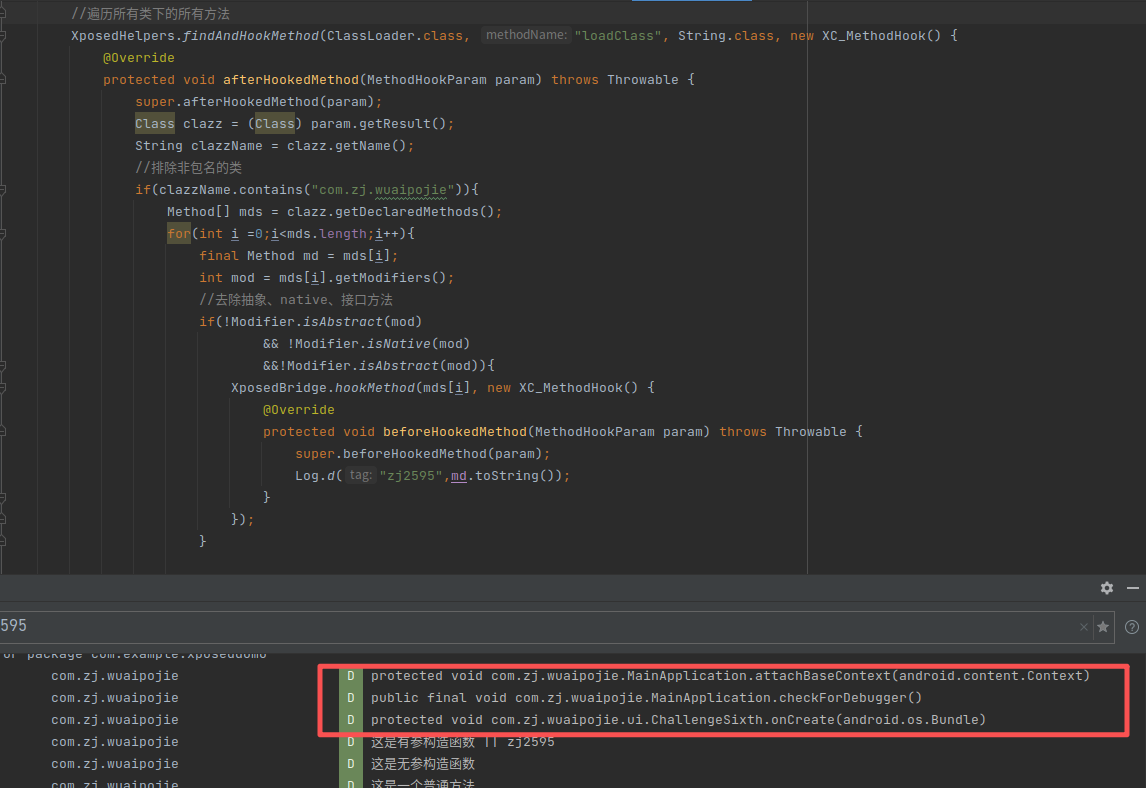 //遍历所有类下的所有方法
XposedHelpers.findAndHookMethod(ClassLoader.class, methodName: "loadClass", String.class, new XC_MethodHook() {
@Override
protected void afterHookedMethod(MethodHookParam param) throws Throwable {
super.afterHookedMethod(param);
Class clazz = (Class) param.getResult();
String clazzName = clazz.getName();
//排除非包名的类
if(clazzName.contains("com.zj.wuaipojie")){
Method[] mds = clazz.getDeclaredMethods();
for(int i =0;i<mds.length;i++){
final Method md = mds[i];
int mod = mds[i].getModifiers();
//去除抽象、native、接口方法
if(!Modifier.isAbstract(mod)
&& !Modifier.isNative(mod)
&&!Modifier.isAbstract(mod)){
XposedBridge.hookMethod(mds[i], new XC_MethodHook() {
@Override
protected void beforeHookedMethod(MethodHookParam param) throws Throwable {
super.beforeHookedMethod(param);
Log.d( tag: "zj2595",md.toString());
}
});
}
595
or package com.example.xposeddomo
com.zj.wuaipojie D protected void com.zj.wuaipojie.MainApplication.attachBaseContext(android.content.Context)
com.zj.wuaipojie D public final void com.zj.wuaipojie.MainApplication.checkForDebugger()
com.zj.wuaipojie D protected void com.zj.wuaipojie.ui.ChallengeSixth.onCreate(android.os.Bundle)
com.zj.wuaipojie D 这是有参构造函数 || zj2595
com.zj.wuaipojie D 这是无参构造函数
com.zj.wuaipojie D 这是一个普通方法